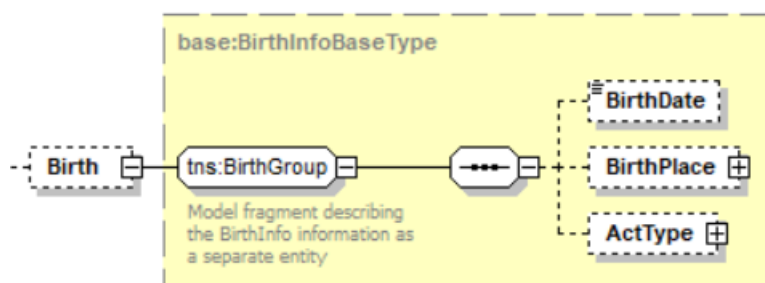 base:BirthInfoBaseType
BirthDate
Birth
tns:BirthGroup
BirthPlace
Model fragment describing
the BirthInfo information as
a separate entity
ActType